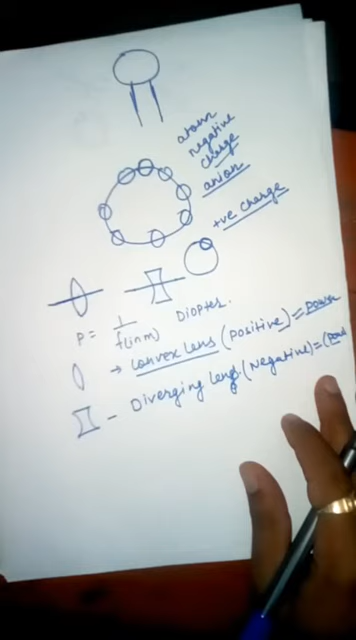 atom
negative
charge
anion
+ve charge
P = 1/f(in m) Diopter.
→ Convex Lens (Positive) = Power
- Diverging Lens. (Negative) = (